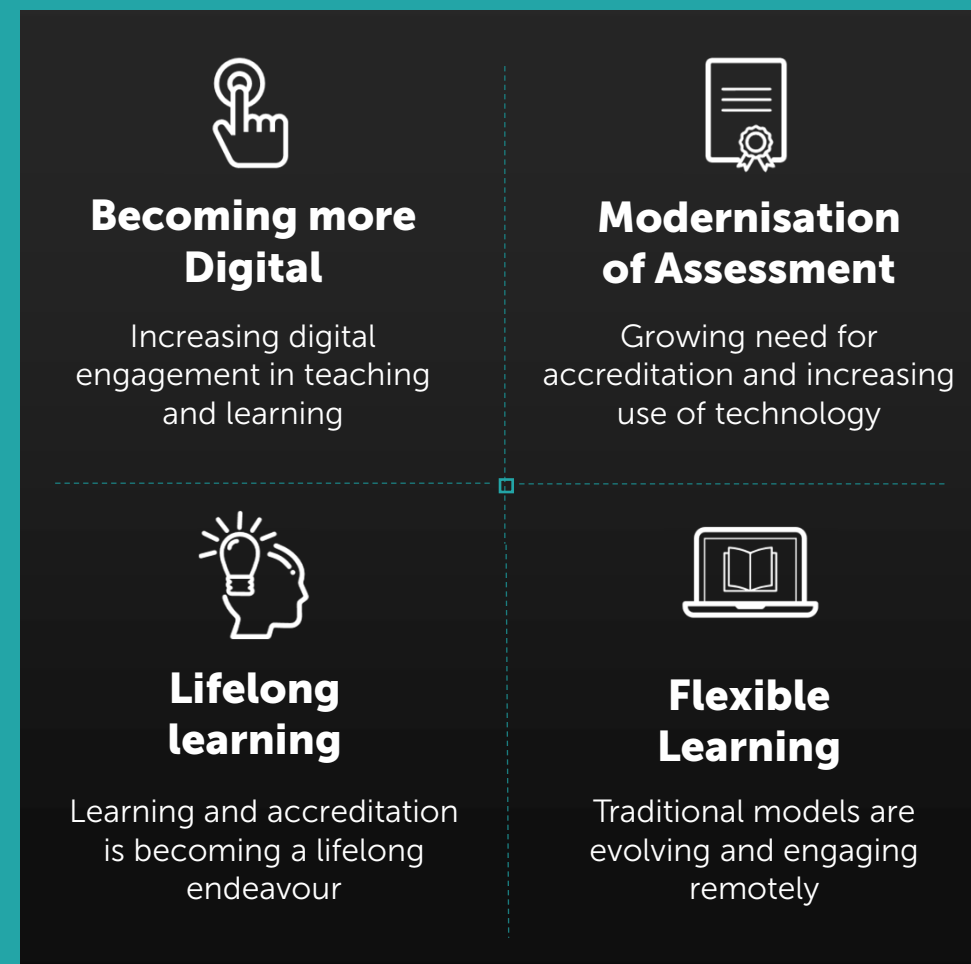 Becoming more
Digital
Increasing digital
engagement in teaching
and learning
Modernisation
of Assessment
Growing need for
accreditation and increasing
use of technology
Lifelong
learning
Learning and accreditation
is becoming a lifelong
endeavour
Flexible
Learning
Traditional models are
evolving and engaging
remotely